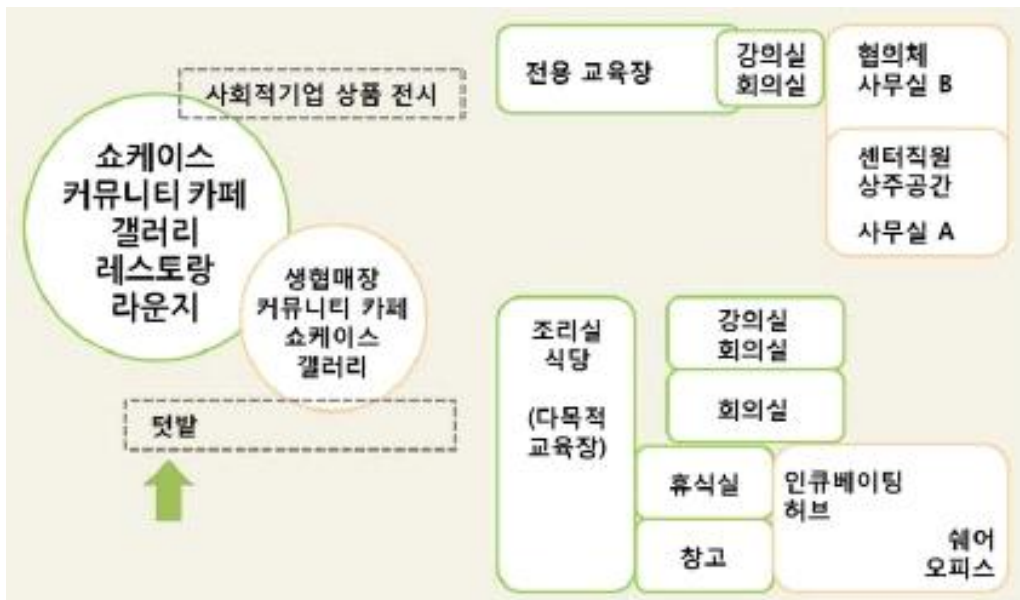 사회적기업 상품 전시
쇼케이스
커뮤니티 카페
갤러리
레스토랑
라운지
생협매장
커뮤니티 카페
쇼케이스
갤러리
텃밭
전용 교육장
강의실
회의실
협의체
사무실 B
센터직원
상주공간
사무실 A
조리실
식당
(다목적
교육장)
강의실
회의실
회의실
휴식실
창고
인큐베이팅
허브
쉐어
오피스